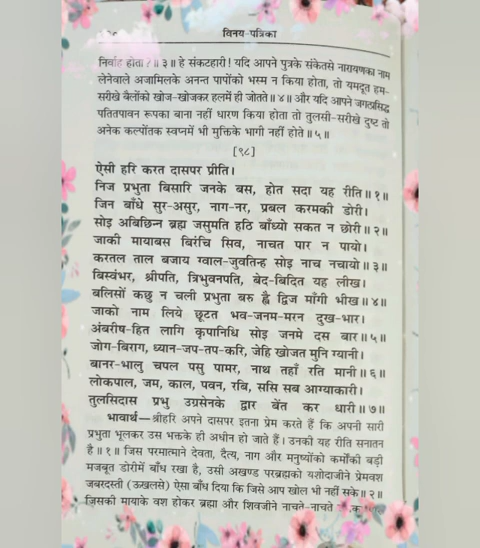 विनय-पत्रिका
निर्वाह होता ? ॥ ३ ॥ हे संकटहारी ! यदि आपने पुत्रके संकेतसे नारायणका नाम
लेनेवाले अजामिलके अनन्त पापोंको भस्म न किया होता, तो यमदूत हम-
सरीखे बैलोंको खोज-खोजकर हलमें ही जोतते ॥ ४ ॥ और यदि आपने जगत्प्रसिद्ध
पतितपावन रूपका बाना नहीं धारण किया होता तो तुलसी-सरीखे दुष्ट तो
अनेक कल्पोंतक स्वप्नमें भी मुक्तिके भागी नहीं होते ॥ ५ ॥
[९८]
ऐसी हरि करत दासपर प्रीति।
निज प्रभुता बिसारि जनके बस, होत सदा यह रीति ॥ १ ॥
जिन बाँधे सुर-असुर, नाग-नर, प्रबल करमकी डोरी।
सोइ अबिछिन्न ब्रह्म जसुमति हठि बाँध्यो सकत न छोरी ॥ २ ॥
जाकी मायाबस बिरंचि सिव, नाचत पार न पायो।
करतल ताल बजाय ग्वाल-जुवतिन्ह सोइ नाच नचायो ॥ ३ ॥
बिस्वंभर, श्रीपति, त्रिभुवनपति, बेद-बिदित यह लीख।
बलिसों कछु न चली प्रभुता बरु ह्वै द्विज माँगी भीख ॥ ४ ॥
जाको नाम लिये छूटत भव-जनम-मरन दुख-भार।
अंबरीष-हित लागि कृपानिधि सोइ जनमे दस बार ॥ ५ ॥
जोग-बिराग, ध्यान-जप-तप-करि, जेहि खोजत मुनि ग्यानी।
बानर-भालु चपल पसु पामर, नाथ तहाँ रति मानी ॥ ६ ॥
लोकपाल, जम, काल, पवन, रबि, ससि सब आग्याकारी।
तुलसिदास प्रभु उग्रसेनके द्वार बेंत कर धारी ॥ ७ ॥
भावार्थ—श्रीहरि अपने दासपर इतना प्रेम करते हैं कि अपनी सारी
प्रभुता भूलकर उस भक्तके ही अधीन हो जाते हैं। उनकी यह रीति सनातन
है ॥ १ ॥ जिस परमात्माने देवता, दैत्य, नाग और मनुष्योंको कर्मोंकी बड़ी
मजबूत डोरीमें बाँध रखा है, उसी अखण्ड परब्रह्मको यशोदाजीने प्रेमवश
जबरदस्ती (ऊखलसे) ऐसा बाँध दिया कि जिसे आप खोल भी नहीं सके ॥ २ ॥
जिसकी मायाके वश होकर ब्रह्मा और शिवजीने नाचते-नाचते